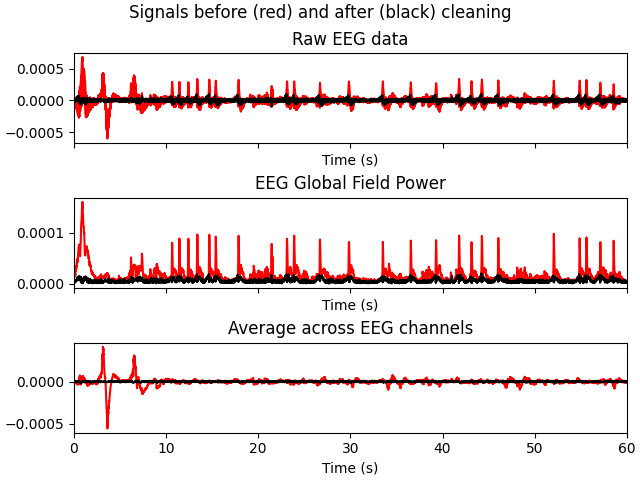 Signals before (red) and after (black) cleaning
Raw EEG data
0.0005
0.0000
−0.0005
Time (s)
EEG Global Field Power
0.0001
0.0000
Time (s)
Average across EEG channels
0.0000
−0.0005
0 10 20 30 40 50 60
Time (s)